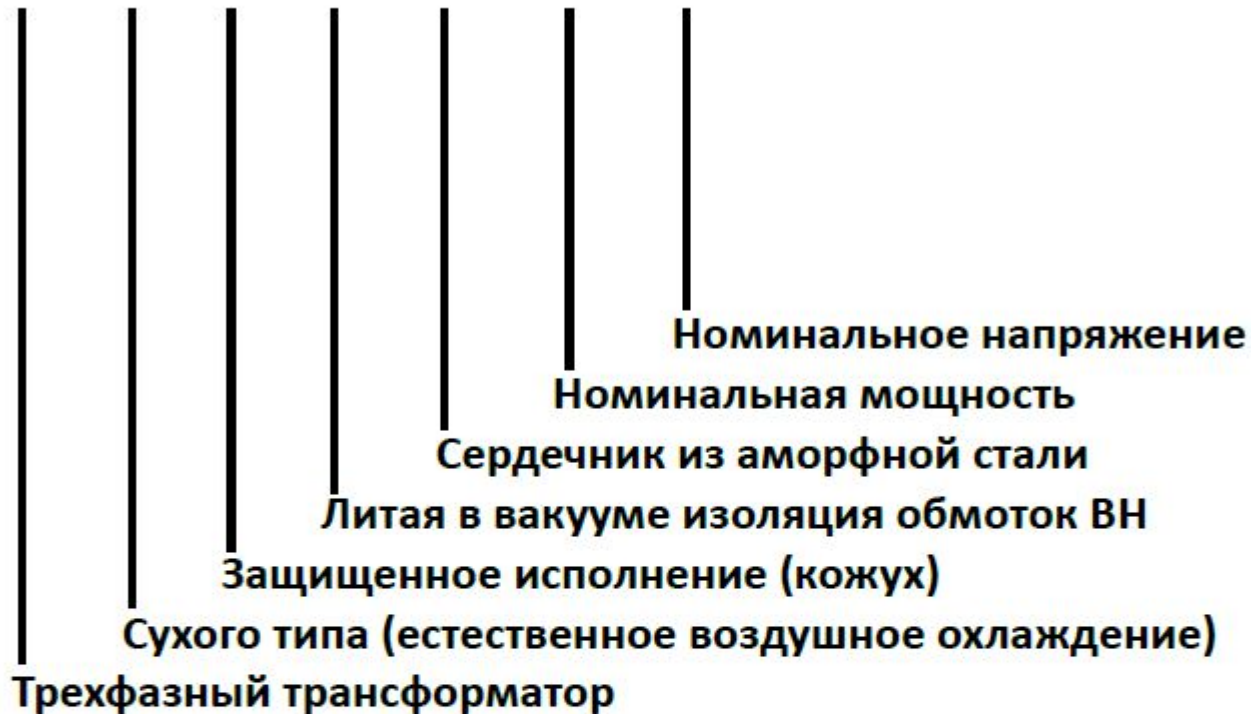 Номинальное напряжение
Номинальная мощность
Сердечник из аморфной стали
Литая в вакууме изоляция обмоток ВН
Защищенное исполнение (кожух)
Сухого типа (естественное воздушное охлаждение)
Трехфазный трансформатор